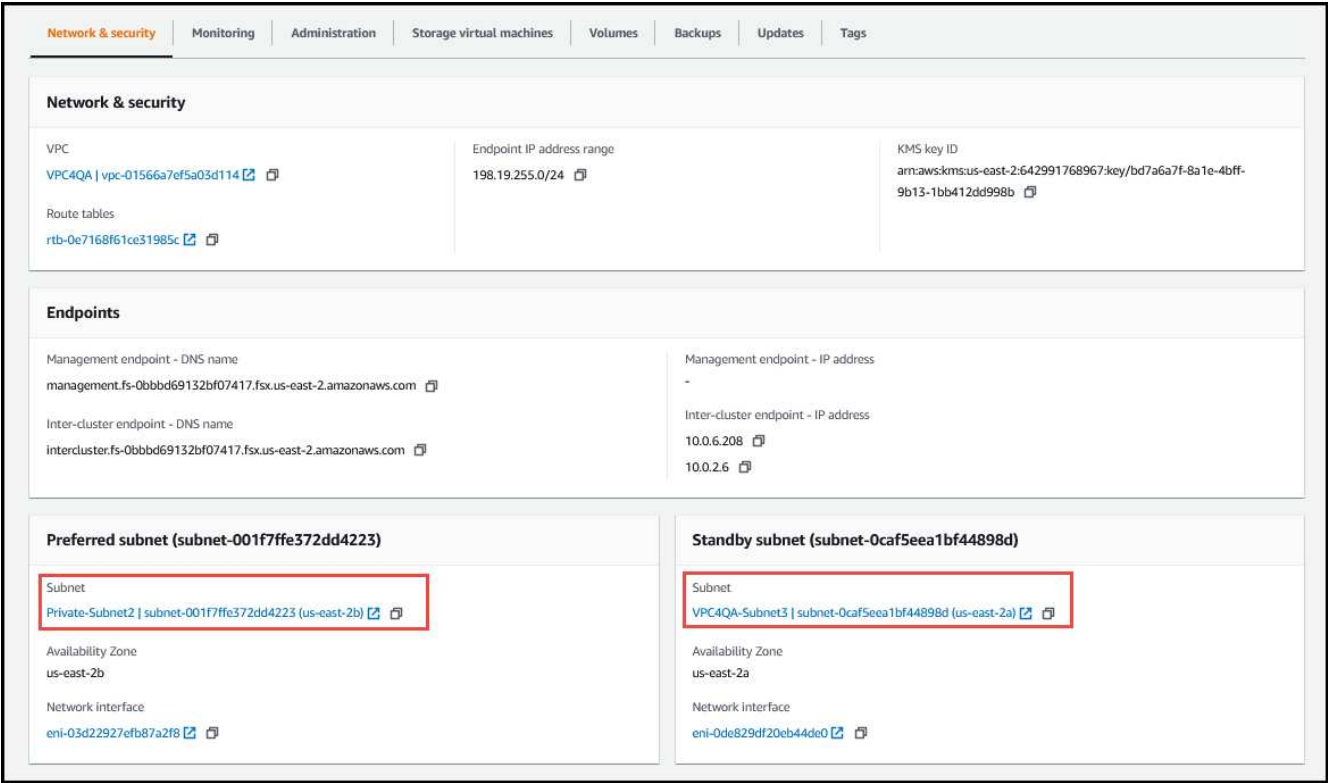 Network & security Monitoring Administration Storage virtual machines Volumes Backups Updates Tags
Network & security
VPC
VPC4QA | vpc-01566a7ef5a03d114
Route tables
rtb-0e7168f61ce31985c
Endpoint IP address range
198.19.255.0/24
KMS key ID
arn:aws:kms:us-east-2:642991768967:key/bd7a6a7f-8a1e-4bff-
9b13-1bb412dd998b
Endpoints
Management endpoint - DNS name
management.fs-0bbbd69132bf07417.fsx.us-east-2.amazonaws.com
Inter-cluster endpoint - DNS name
intercluster.fs-0bbbd69132bf07417.fsx.us-east-2.amazonaws.com
Management endpoint - IP address
-
Inter-cluster endpoint - IP address
10.0.6.208
10.0.2.6
Preferred subnet (subnet-001f7ffe372dd4223)
Subnet
Private-Subnet2 | subnet-001f7ffe372dd4223 (us-east-2b)
Availability Zone
us-east-2b
Network interface
eni-03d22927efb87a2f8
Standby subnet (subnet-0caf5eea1bf44898d)
Subnet
VPC4QA-Subnet3 | subnet-0caf5eea1bf44898d (us-east-2a)
Availability Zone
us-east-2a
Network interface
eni-0de829df20eb44de0